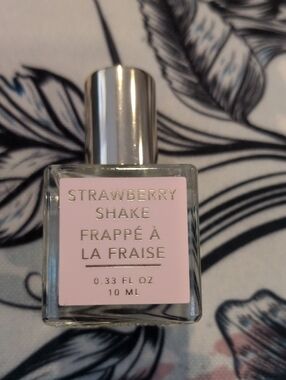 STRAWBERRY
SHAKE
FRAPPÉ À
LA FRAISE
0.33 FL OZ
10 ML